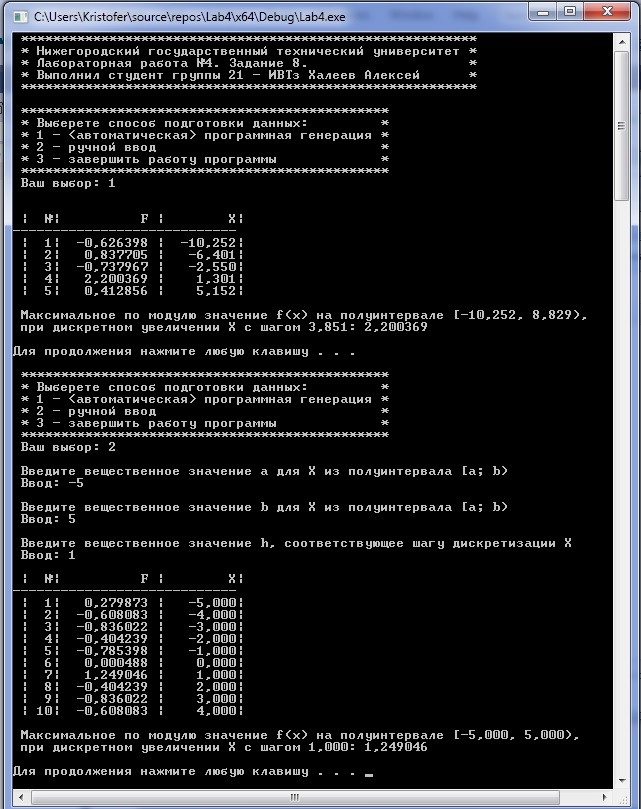 C:\Users\Kristofer\source\repos\Lab4\x64\Debug\Lab4.exe
*********************************************************
* Нижегородский государственный технический университет *
* Лабораторная работа №4. Задание 8. *
* Выполнил студент группы 21 - ИВТз Халеев Алексей *
*********************************************************
**********************************************
* Выберете способ подготовки данных: *
* 1 - <автоматическая> программная генерация *
* 2 - ручной ввод *
* 3 - завершить работу программы *
**********************************************
Ваш выбор: 1
¦ №¦ F ¦ X¦
----------------------------
¦ 1¦ -0,626398 ¦ -10,252¦
¦ 2¦ 0,837705 ¦ -6,401¦
¦ 3¦ -0,737967 ¦ -2,550¦
¦ 4¦ 2,200369 ¦ 1,301¦
¦ 5¦ 0,412856 ¦ 5,152¦
Максимальное по модулю значение f(x) на полуинтервале [-10,252, 8,829),
при дискретном увеличении X с шагом 3,851: 2,200369
Для продолжения нажмите любую клавишу . . .
**********************************************
* Выберете способ подготовки данных: *
* 1 - <автоматическая> программная генерация *
* 2 - ручной ввод *
* 3 - завершить работу программы *
**********************************************
Ваш выбор: 2
Введите вещественное значение a для X из полуинтервала [a; b)
Ввод: -5
Введите вещественное значение b для X из полуинтервала [a; b)
Ввод: 5
Введите вещественное значение h, соответствующее шагу дискретизации X
Ввод: 1
¦ №¦ F ¦ X¦
----------------------------
¦ 1¦ 0,279873 ¦ -5,000¦
¦ 2¦ -0,608083 ¦ -4,000¦
¦ 3¦ -0,836022 ¦ -3,000¦
¦ 4¦ -0,404239 ¦ -2,000¦
¦ 5¦ -0,785398 ¦ -1,000¦
¦ 6¦ 0,000488 ¦ 0,000¦
¦ 7¦ 1,249046 ¦ 1,000¦
¦ 8¦ -0,404239 ¦ 2,000¦
¦ 9¦ -0,836022 ¦ 3,000¦
¦ 10¦ -0,608083 ¦ 4,000¦
Максимальное по модулю значение f(x) на полуинтервале [-5,000, 5,000),
при дискретном увеличении X с шагом 1,000: 1,249046
Для продолжения нажмите любую клавишу . . . _